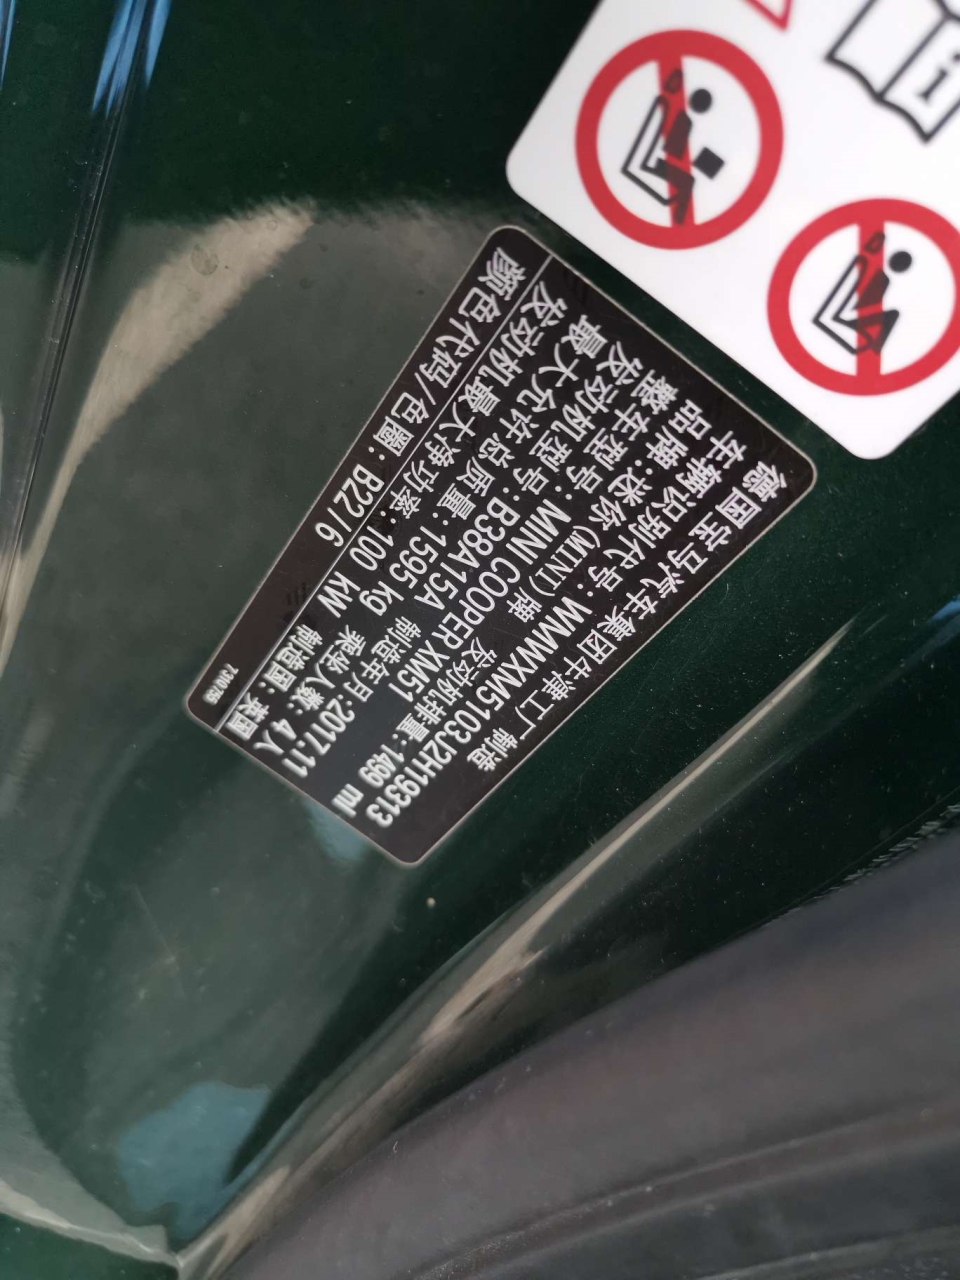 德国宝马汽车集团牛津工厂 制造
车辆识别代号：WMWXM5103J2H19313
品牌：迷你(MINI)牌 发动机排量：1499 ml
整车型号：MINI COOPER XM51
发动机型号：B38A15A 制造年月：2017.11
最大允许总质量：1595 kg 乘坐人数：4人
发动机最大净功率：100 kW 制造国：英国
颜色代码/色圈：B22 / 6